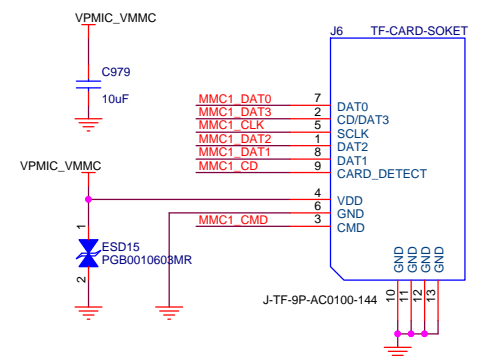 VPMIC_VMMC
J6 TF-CARD-SOKET
C979
10uF
MMC1_DAT0 7 DAT0
MMC1_DAT3 2 CD/DAT3
MMC1_CLK 5 SCLK
MMC1_DAT2 1 DAT2
MMC1_DAT1 8 DAT1
MMC1_CD 9 CARD_DETECT
VPMIC_VMMC
4 VDD
6 GND
MMC1_CMD 3 CMD
1
ESD15
PGB0010603MR
2
GND GND GND GND
J-TF-9P-AC0100-144
10 11 12 13